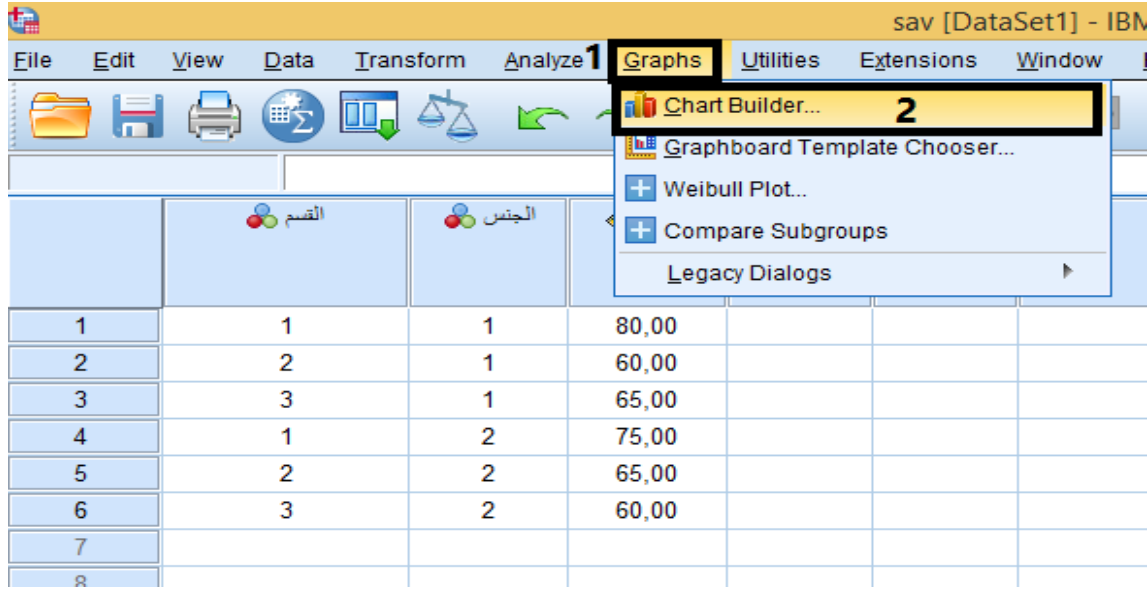 sav [DataSet1] - IBM
File Edit View Data Transform Analyze 1 Graphs Utilities Extensions Window
Chart Builder... 2
Graphboard Template Chooser...
Weibull Plot...
Compare Subgroups
Legacy Dialogs
القسم الجنس
1 1 1 80,00
2 2 1 60,00
3 3 1 65,00
4 1 2 75,00
5 2 2 65,00
6 3 2 60,00
7
8